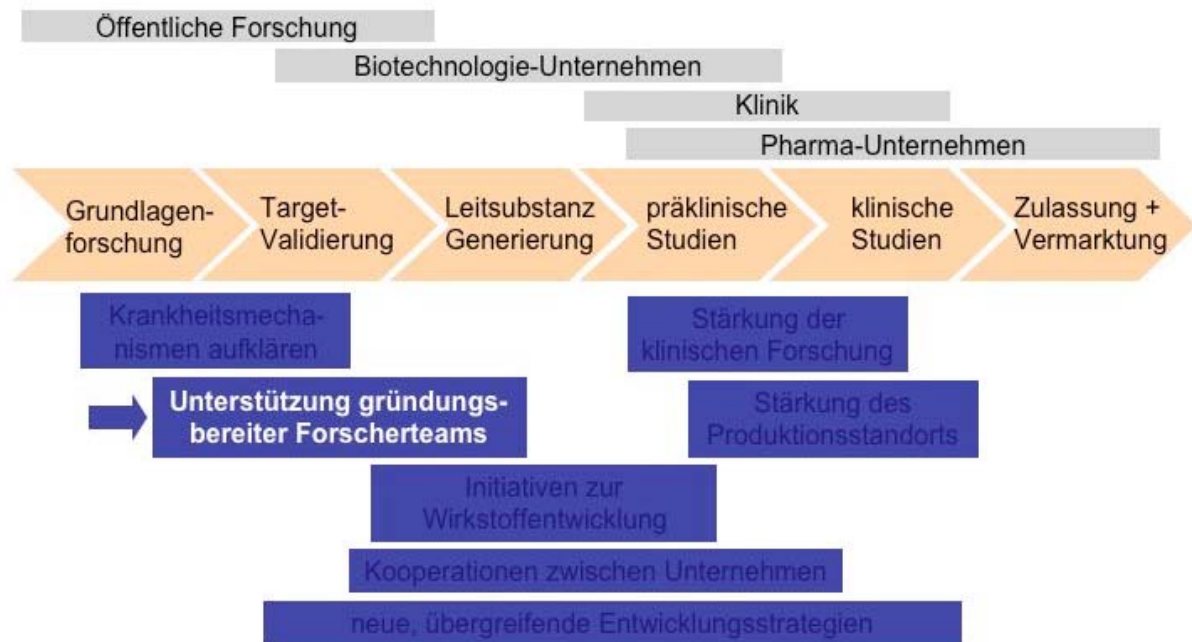 Öffentliche Forschung
Biotechnologie-Unternehmen
Klinik
Pharma-Unternehmen
Grundlagen-
forschung
Target-
Validierung
Leitsubstanz
Generierung
präklinische
Studien
klinische
Studien
Zulassung +
Vermarktung
Krankheitsmecha-
nismen aufklären
Stärkung der
klinischen Forschung
Unterstützung gründungs-
bereiter Forscherteams
Stärkung des
Produktionsstandorts
Initiativen zur
Wirkstoffentwicklung
Kooperationen zwischen Unternehmen
neue, übergreifende Entwicklungsstrategien